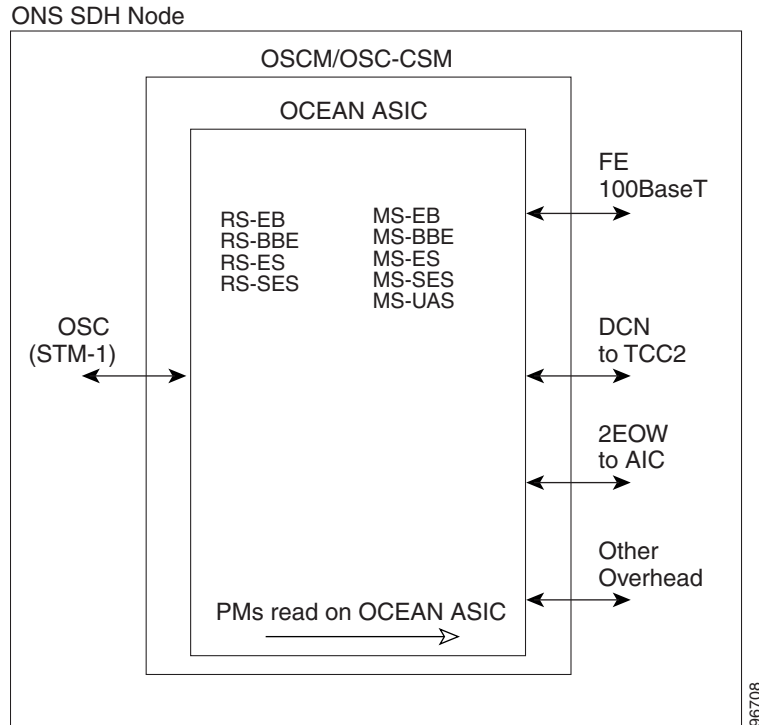 ONS SDH Node
OSCM/OSC-CSM
OCEAN ASIC
FE
100BaseT
RS-EB
RS-BBE
RS-ES
RS-SES
MS-EB
MS-BBE
MS-ES
MS-SES
MS-UAS
OSC
(STM-1)
DCN
to TCC2
2EOW
to AIC
Other
Overhead
PMs read on OCEAN ASIC
96708